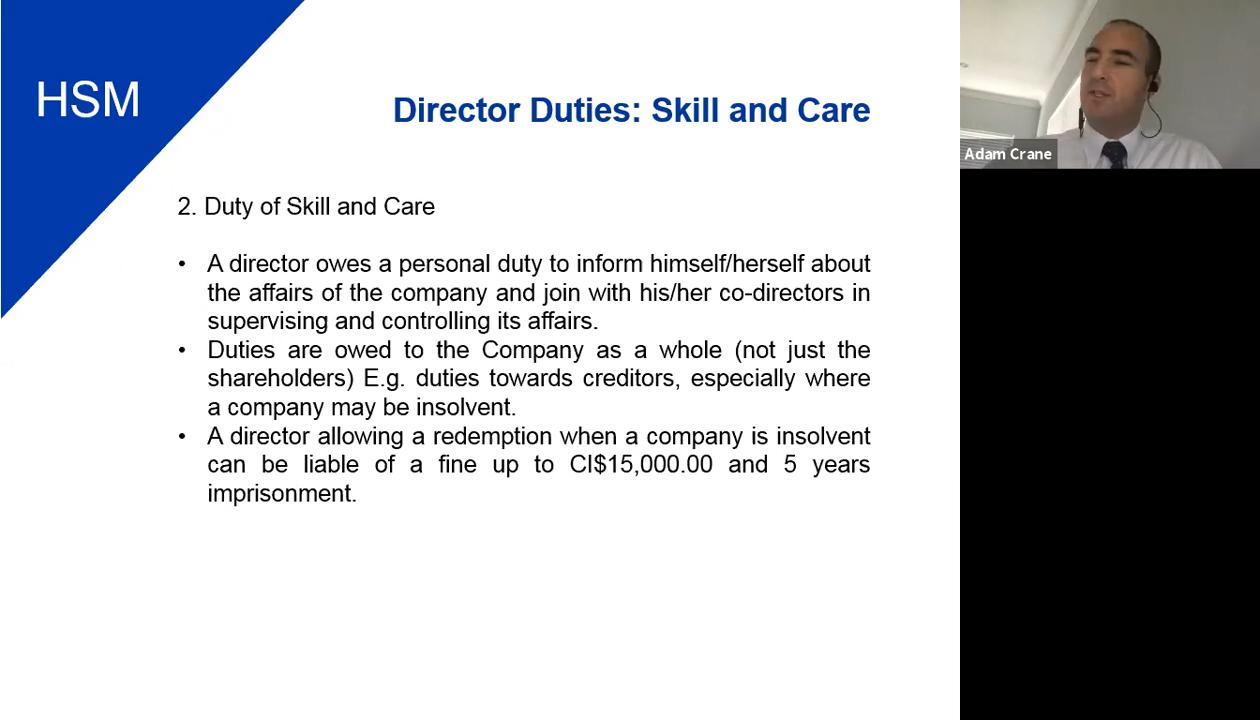 HSM
Director Duties: Skill and Care
2. Duty of Skill and Care
• A director owes a personal duty to inform himself/herself about
the affairs of the company and join with his/her co-directors in
supervising and controlling its affairs.
• Duties are owed to the Company as a whole (not just the
shareholders) E.g. duties towards creditors, especially where
a company may be insolvent.
• A director allowing a redemption when a company is insolvent
can be liable of a fine up to CI$15,000.00 and 5 years
imprisonment.
Adam Crane